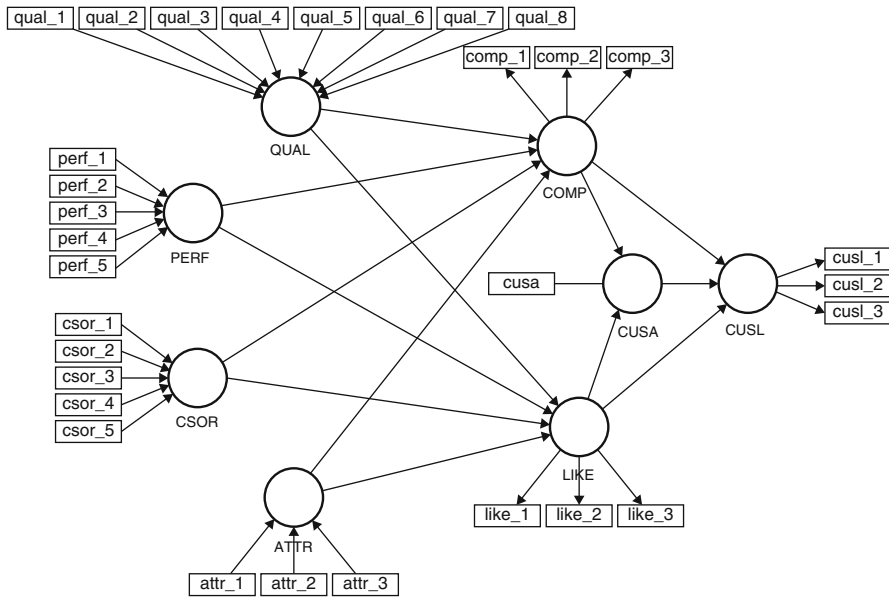 qual_1 qual_2 qual_3 qual_4 qual_5 qual_6 qual_7 qual_8
comp_1 comp_2 comp_3
QUAL
perf_1
perf_2
perf_3
perf_4
perf_5
PERF
COMP
cusa
CUSA
CUSL
cusl_1
cusl_2
cusl_3
csor_1
csor_2
csor_3
csor_4
csor_5
CSOR
LIKE
like_1 like_2 like_3
ATTR
attr_1 attr_2 attr_3